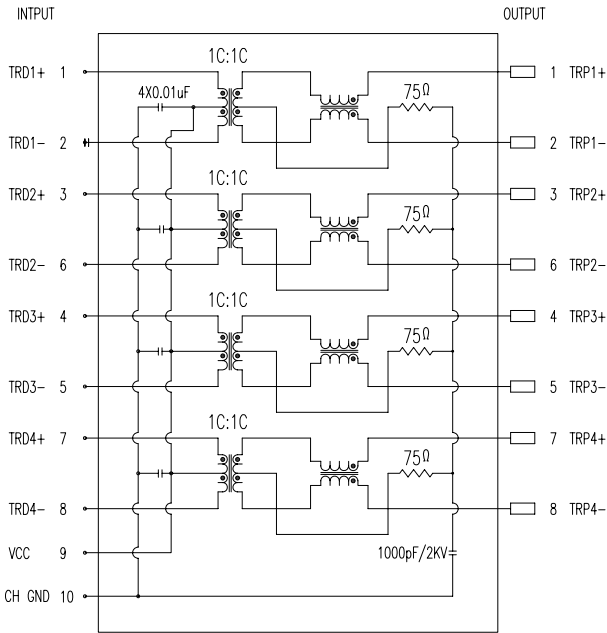 INTPUT OUTPUT
1C:1C
TRD1+ 1 1 TRP1+
4X0.01uF 75Ω
TRD1- 2 2 TRP1-
1C:1C
TRD2+ 3 3 TRP2+
75Ω
TRD2- 6 6 TRP2-
1C:1C
TRD3+ 4 4 TRP3+
75Ω
TRD3- 5 5 TRP3-
1C:1C
TRD4+ 7 7 TRP4+
75Ω
TRD4- 8 8 TRP4-
VCC 9 1000pF/2KV
CH GND 10